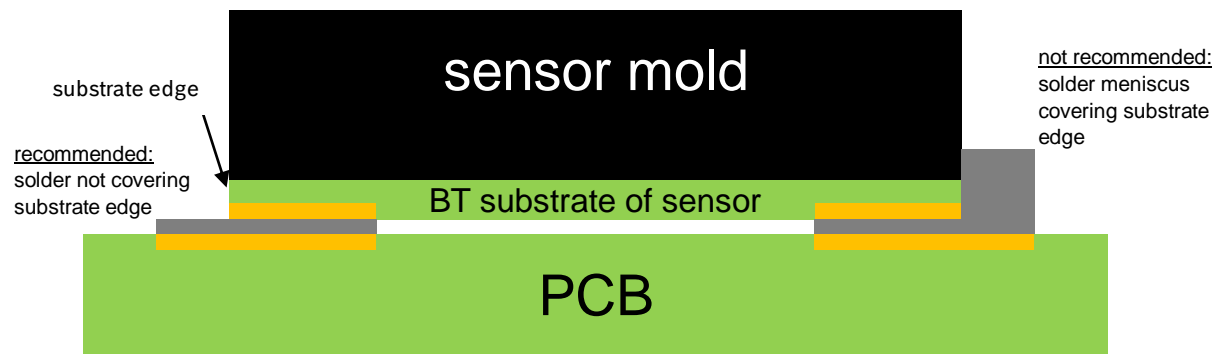 sensor mold
substrate edge
recommended:
solder not covering
substrate edge
not recommended:
solder meniscus
covering substrate
edge
BT substrate of sensor
PCB